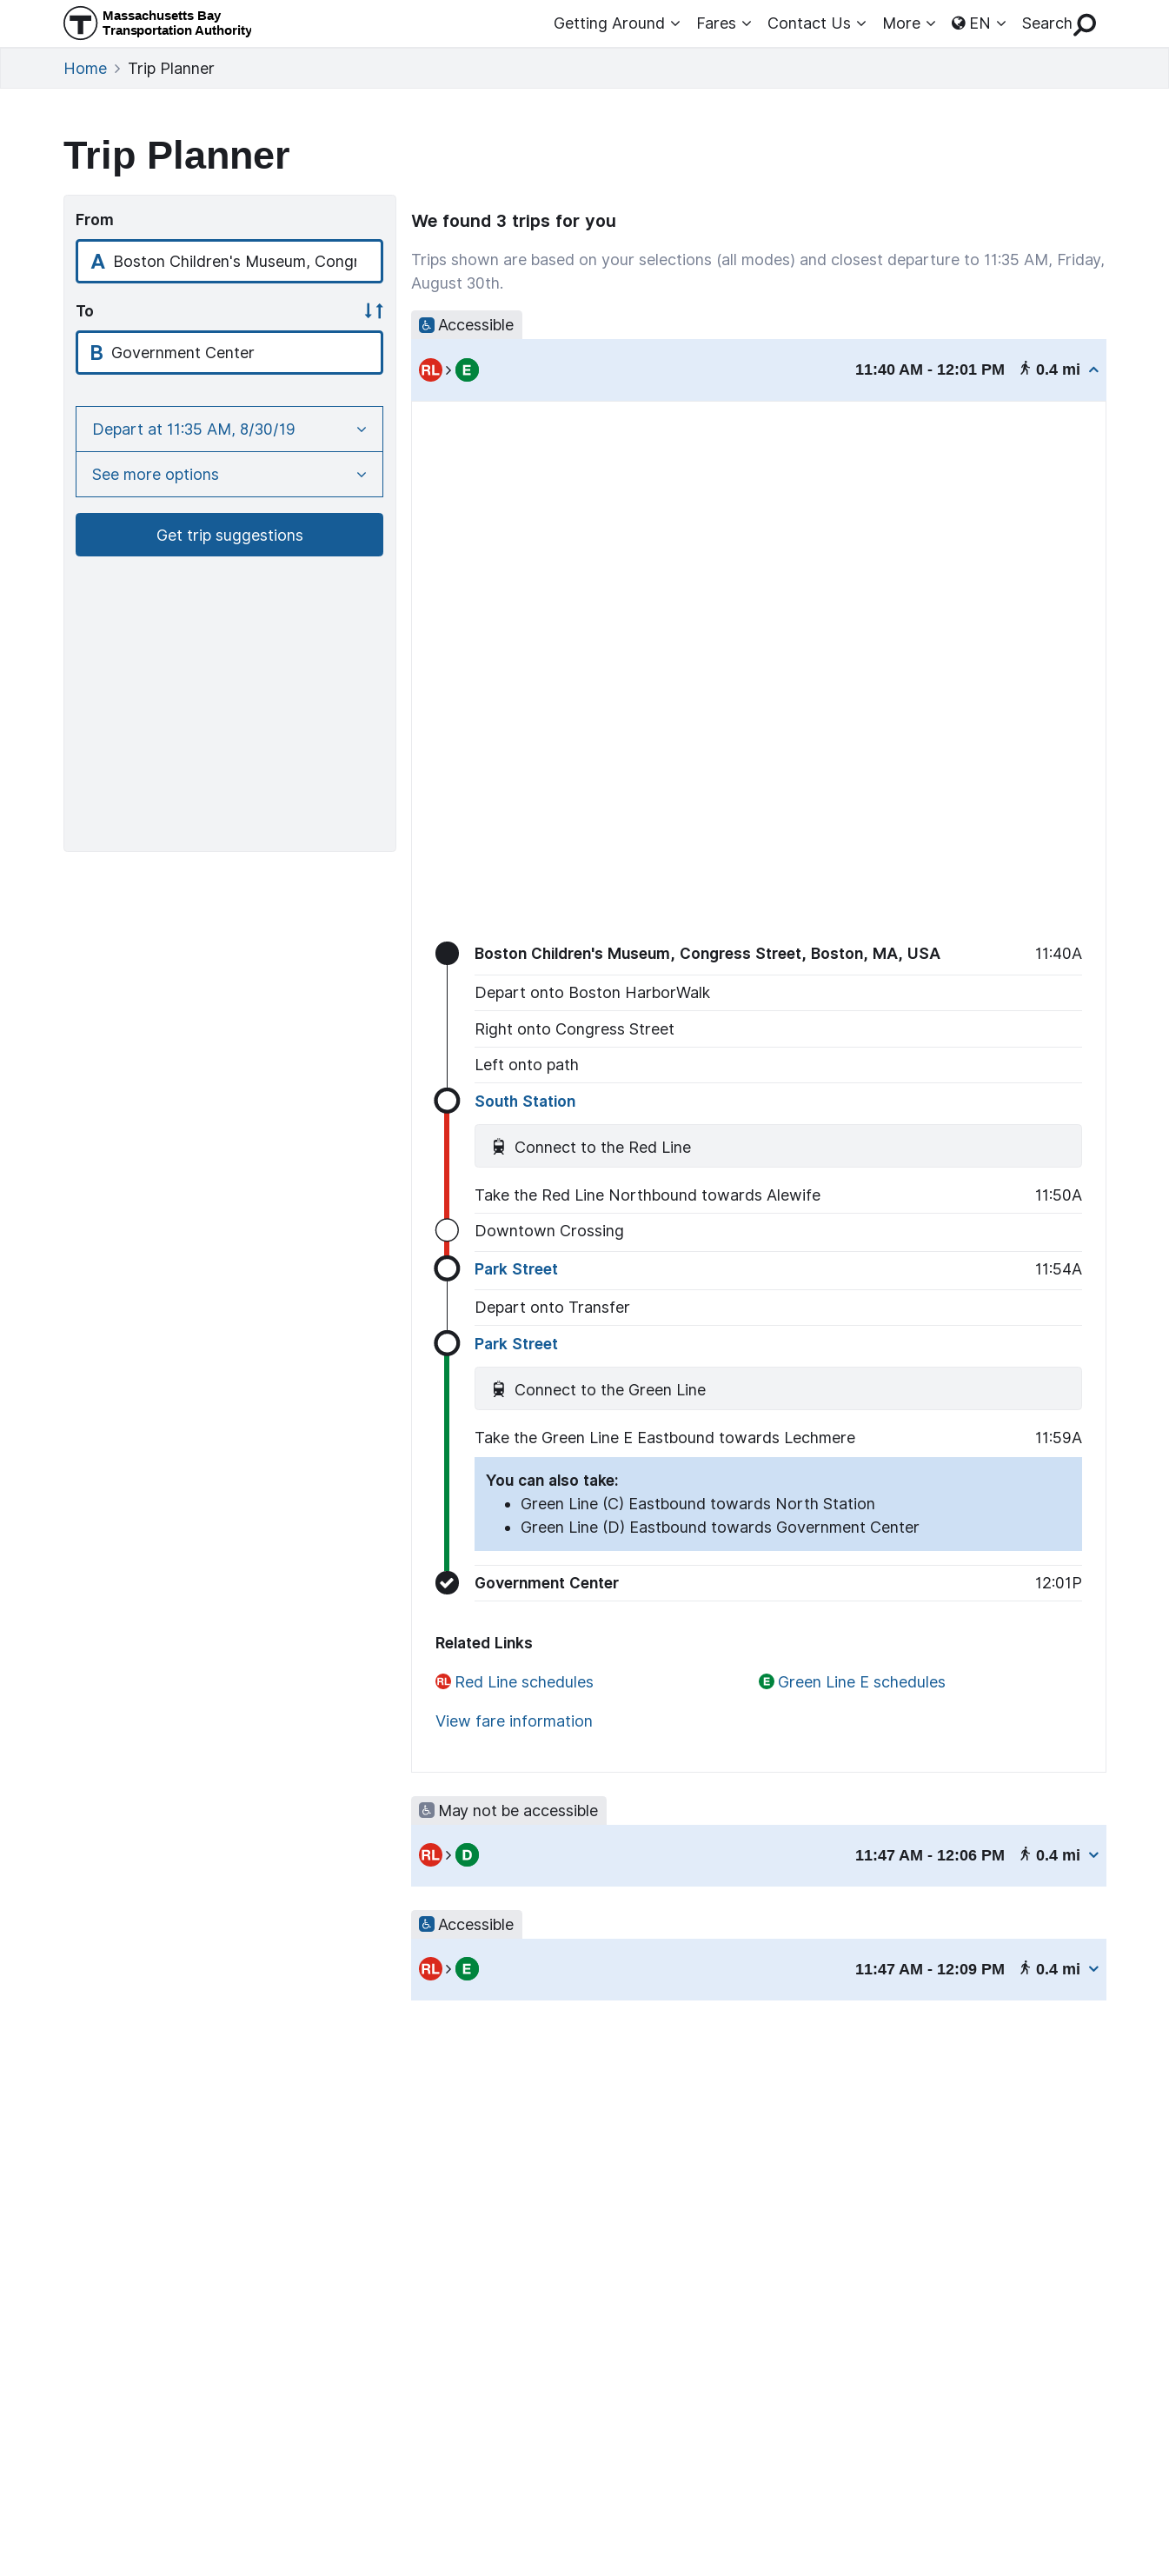 Massachusetts Bay
Transportation Authority
Getting Around Fares Contact Us More EN Search
Home Trip Planner
Trip Planner
From
A Boston Children's Museum, Congr
To
B Government Center
Depart at 11:35 AM, 8/30/19
See more options
Get trip suggestions
We found 3 trips for you
Trips shown are based on your selections (all modes) and closest departure to 11:35 AM, Friday,
August 30th.
Accessible
RL E 11:40 AM - 12:01 PM 0.4 mi
Boston Children's Museum, Congress Street, Boston, MA, USA 11:40A
Depart onto Boston HarborWalk
Right onto Congress Street
Left onto path
South Station
Connect to the Red Line
Take the Red Line Northbound towards Alewife 11:50A
Downtown Crossing
Park Street 11:54A
Depart onto Transfer
Park Street
Connect to the Green Line
Take the Green Line E Eastbound towards Lechmere 11:59A
You can also take:
• Green Line (C) Eastbound towards North Station
• Green Line (D) Eastbound towards Government Center
Government Center 12:01P
Related Links
RL Red Line schedules E Green Line E schedules
View fare information
May not be accessible
RL D 11:47 AM - 12:06 PM 0.4 mi
Accessible
RL E 11:47 AM - 12:09 PM 0.4 mi